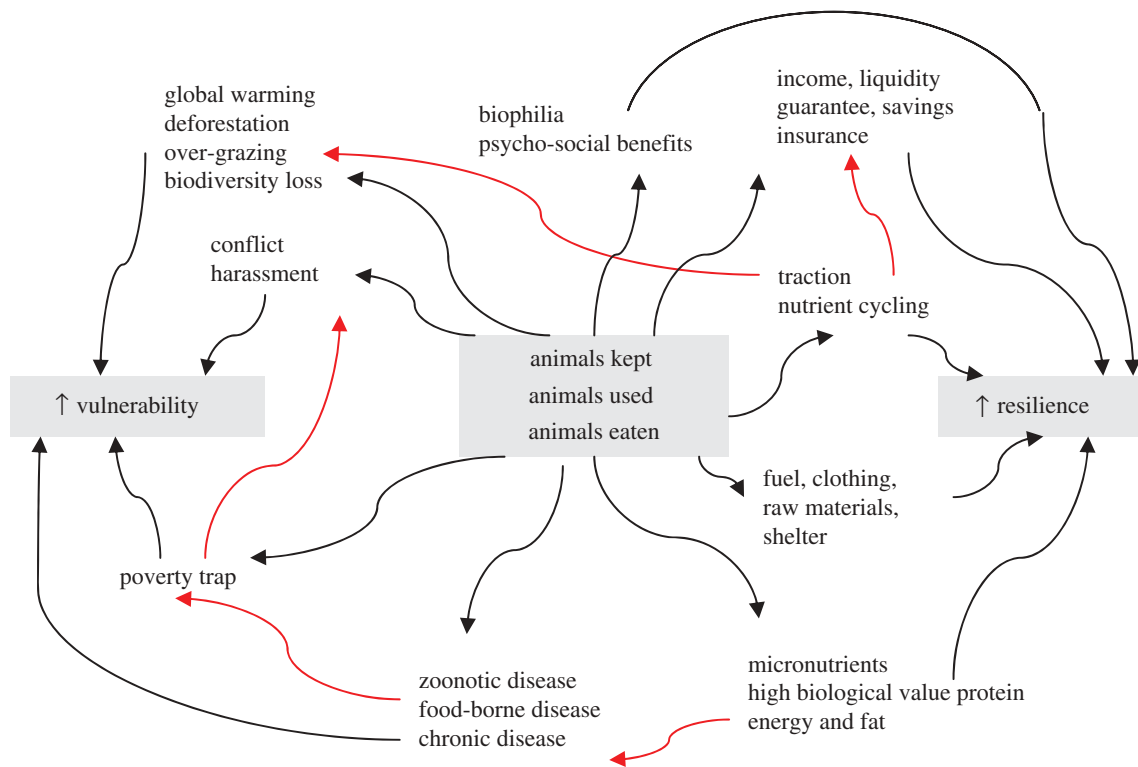 global warming
deforestation
over-grazing
biodiversity loss
biophilia
psycho-social benefits
income, liquidity
guarantee, savings
insurance
conflict
harassment
traction
nutrient cycling
animals kept
animals used
animals eaten
↑ vulnerability
↑ resilience
fuel, clothing,
raw materials,
shelter
poverty trap
zoonotic disease
food-borne disease
chronic disease
micronutrients
high biological value protein
energy and fat